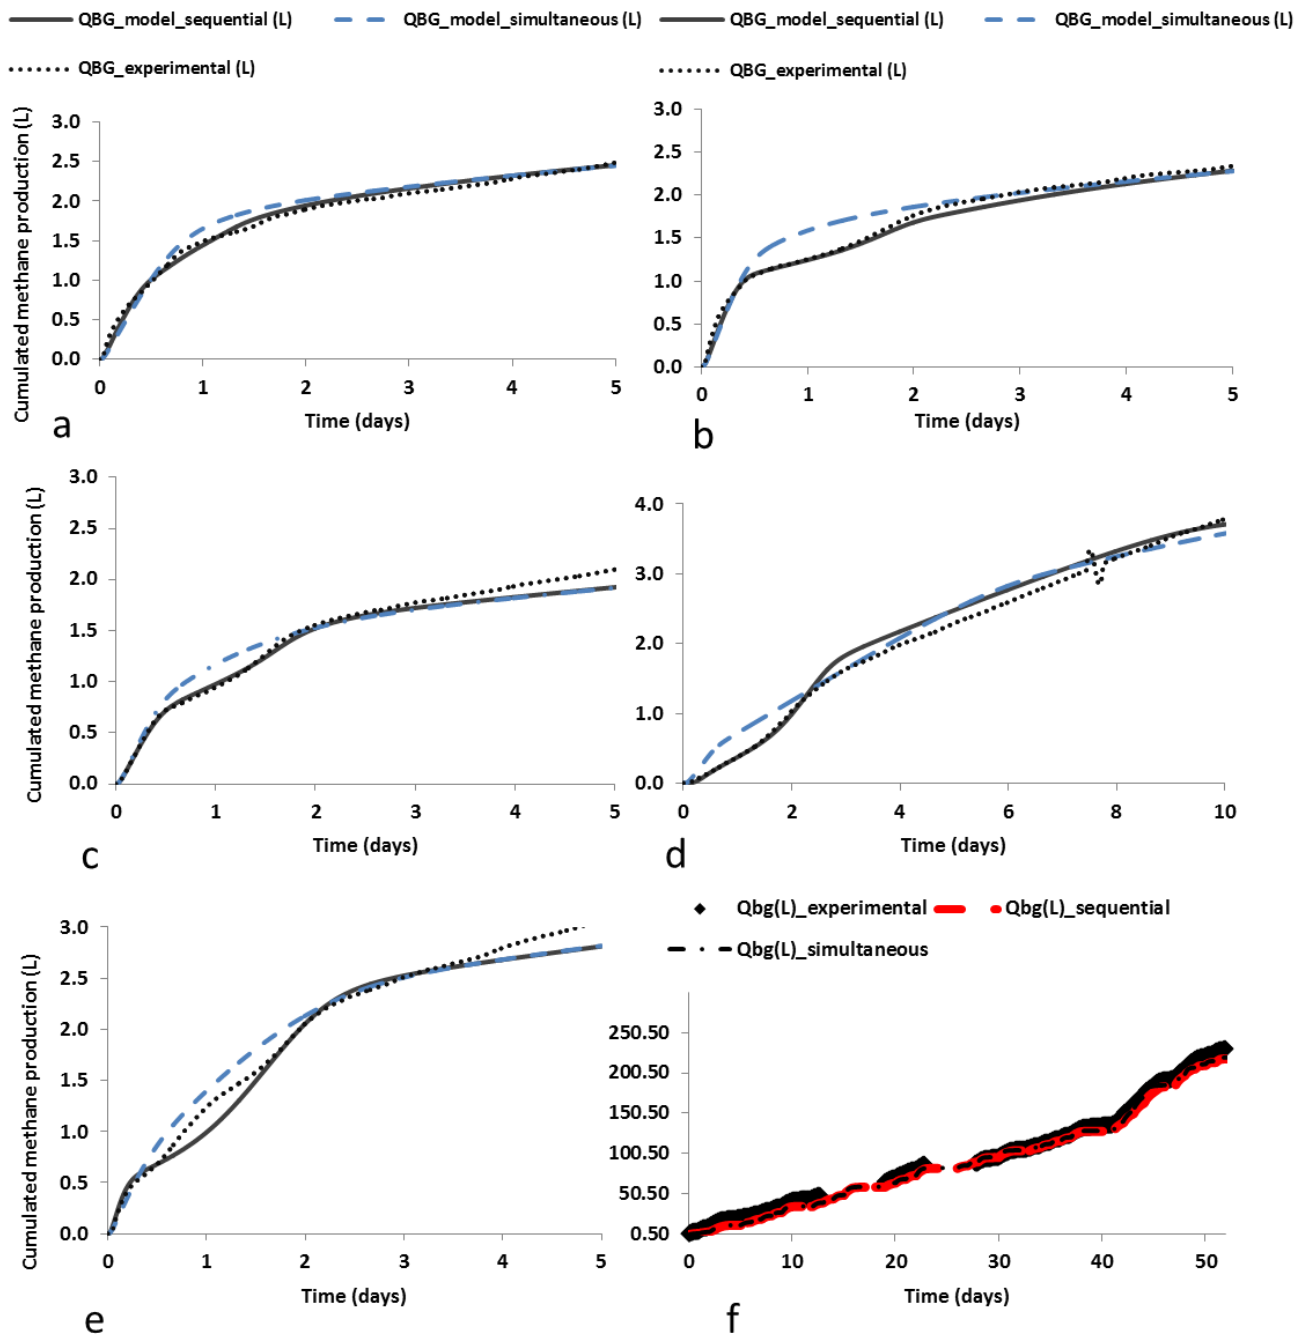 QBG_model_sequential (L) QBG_model_simultaneous (L) QBG_model_sequential (L) QBG_model_simultaneous (L)
QBG_experimental (L) QBG_experimental (L)
Cumulated methane production (L)
3.0
2.5
2.0
1.5
1.0
0.5
0.0
0 1 2 3 4 5
Time (days)
a
3.0
2.5
2.0
1.5
1.0
0.5
0.0
0 1 2 3 4 5
Time (days)
b
Cumulated methane production (L)
3.0
2.5
2.0
1.5
1.0
0.5
0.0
0 1 2 3 4 5
Time (days)
c
4.0
3.0
2.0
1.0
0.0
0 2 4 6 8 10
Time (days)
d
Cumulated methane production (L)
3.0
2.5
2.0
1.5
1.0
0.5
0.0
0 1 2 3 4 5
Time (days)
e
Qbg(L)_experimental Qbg(L)_sequential
Qbg(L)_simultaneous
250.50
200.50
150.50
100.50
50.50
0.50
0 10 20 30 40 50
Time (days)
f